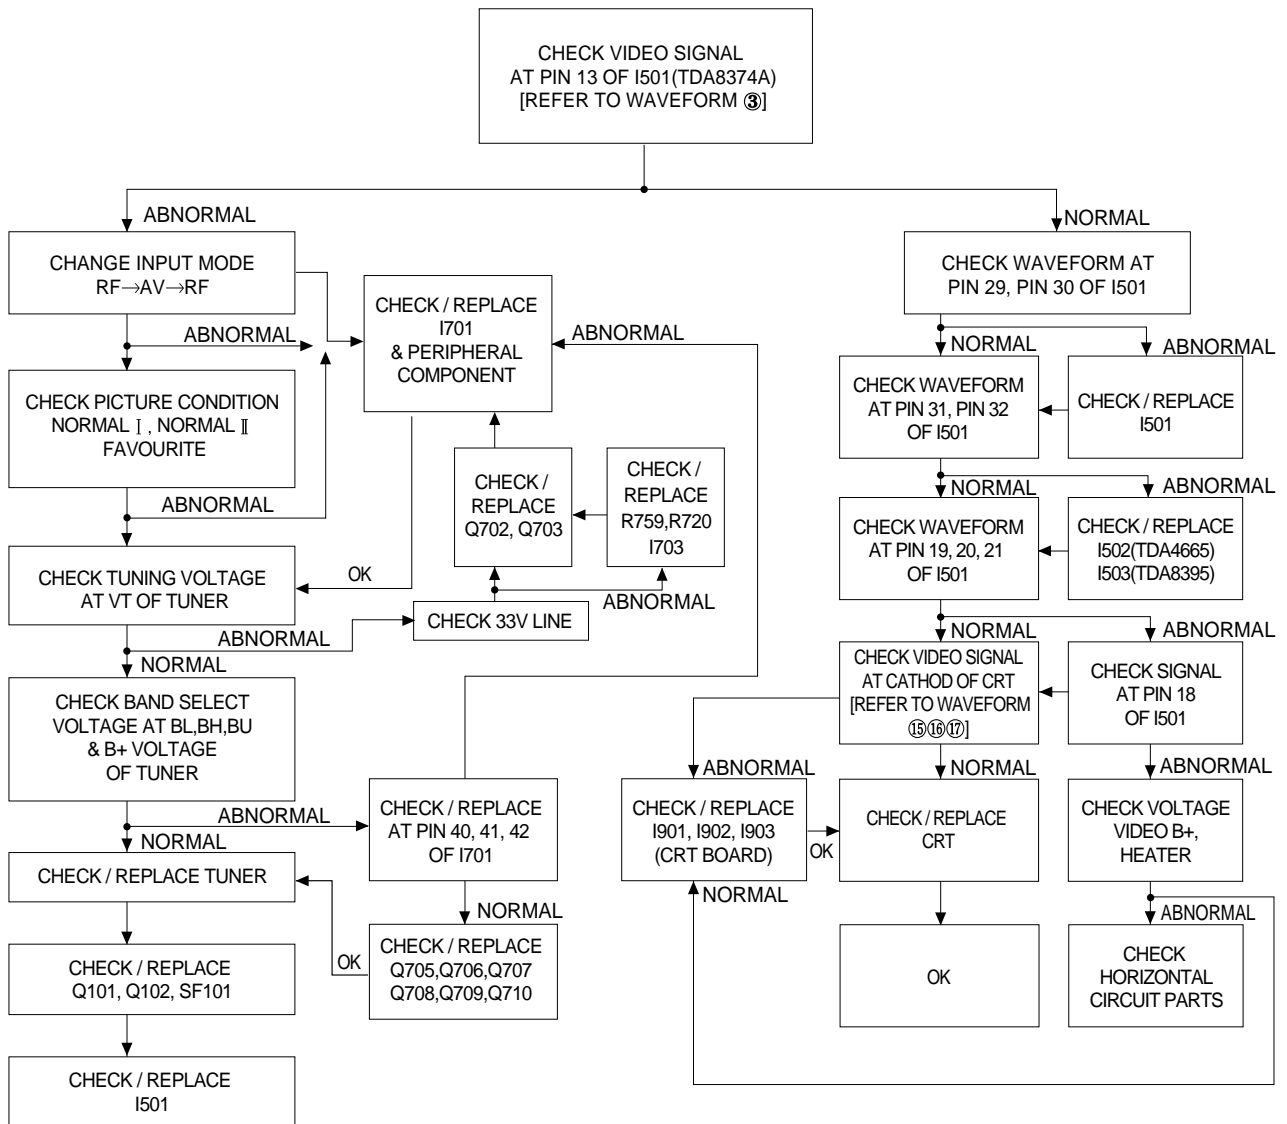 CHECK VIDEO SIGNAL
AT PIN 13 OF I501(TDA8374A)
[REFER TO WAVEFORM ③]
ABNORMAL
CHANGE INPUT MODE
RF→AV→RF
ABNORMAL
CHECK PICTURE CONDITION
NORMAL Ⅰ, NORMAL Ⅱ
FAVOURITE
ABNORMAL
CHECK TUNING VOLTAGE
AT VT OF TUNER
ABNORMAL
NORMAL
CHECK BAND SELECT
VOLTAGE AT BL,BH,BU
& B+ VOLTAGE
OF TUNER
ABNORMAL
NORMAL
CHECK / REPLACE TUNER
CHECK / REPLACE
Q101, Q102, SF101
CHECK / REPLACE
I501
CHECK / REPLACE
I701
& PERIPHERAL
COMPONENT
ABNORMAL
OK
CHECK /
REPLACE
Q702, Q703
CHECK /
REPLACE
R759,R720
I703
ABNORMAL
CHECK 33V LINE
CHECK / REPLACE
AT PIN 40, 41, 42
OF I701
NORMAL
CHECK / REPLACE
Q705,Q706,Q707
Q708,Q709,Q710
OK
NORMAL
CHECK WAVEFORM AT
PIN 29, PIN 30 OF I501
NORMAL
ABNORMAL
CHECK WAVEFORM
AT PIN 31, PIN 32
OF I501
CHECK / REPLACE
I501
NORMAL
ABNORMAL
CHECK WAVEFORM
AT PIN 19, 20, 21
OF I501
CHECK / REPLACE
I502(TDA4665)
I503(TDA8395)
NORMAL
ABNORMAL
CHECK VIDEO SIGNAL
AT CATHOD OF CRT
[REFER TO WAVEFORM
⑮⑯⑰]
CHECK SIGNAL
AT PIN 18
OF I501
ABNORMAL
NORMAL
ABNORMAL
CHECK / REPLACE
I901, I902, I903
(CRT BOARD)
OK
CHECK / REPLACE
CRT
CHECK VOLTAGE
VIDEO B+,
HEATER
NORMAL
ABNORMAL
OK
CHECK
HORIZONTAL
CIRCUIT PARTS